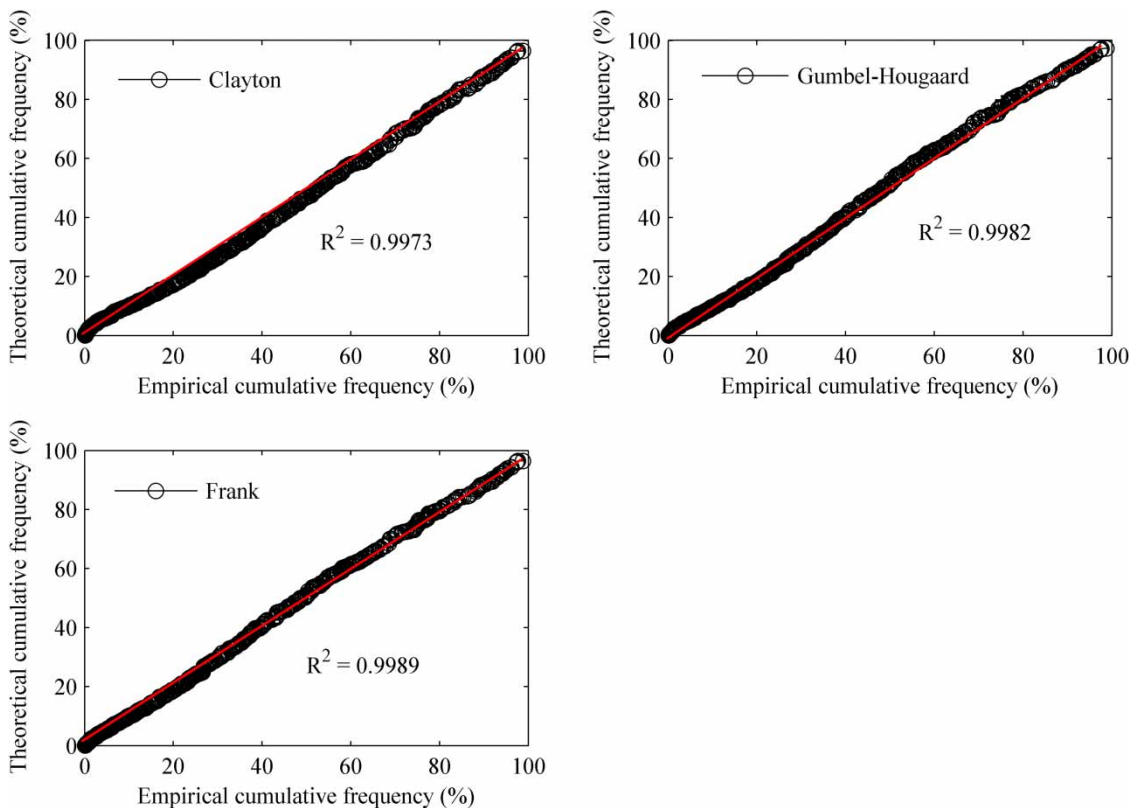 Theoretical cumulative frequency (%)
100
80
60
40
20
0
Clayton
R² = 0.9973
0 20 40 60 80 100
Empirical cumulative frequency (%)
Theoretical cumulative frequency (%)
100
80
60
40
20
0
Gumbel-Hougaard
R² = 0.9982
0 20 40 60 80 100
Empirical cumulative frequency (%)
Theoretical cumulative frequency (%)
100
80
60
40
20
0
Frank
R² = 0.9989
0 20 40 60 80 100
Empirical cumulative frequency (%)